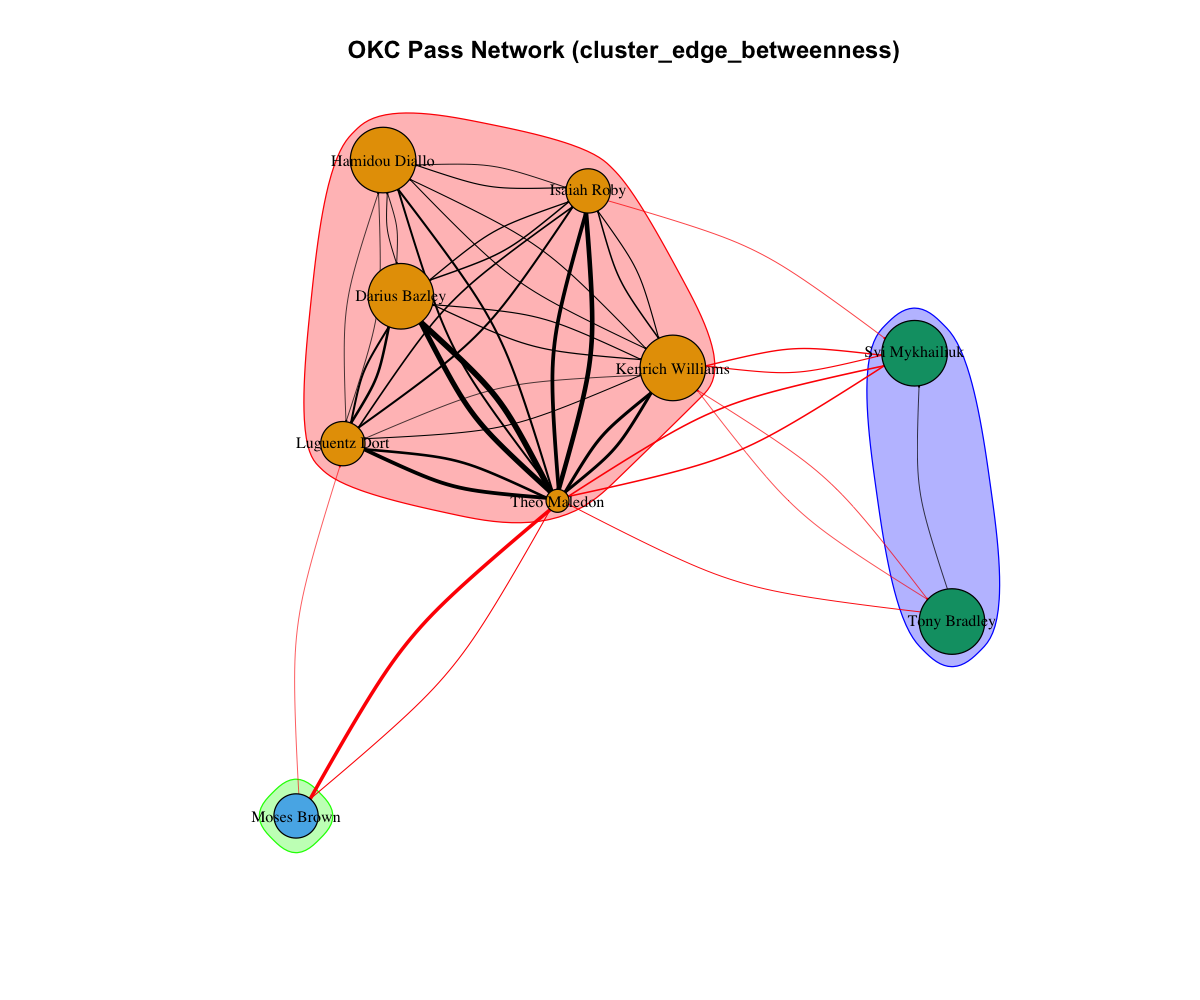 OKC Pass Network (cluster_edge_betweenness)
Hamidou Diallo
Isaiah Roby
Darius Bazley
Svi Mykhailiuk
Kenrich Williams
Luguentz Dort
Theo Maledon
Tony Bradley
Moses Brown